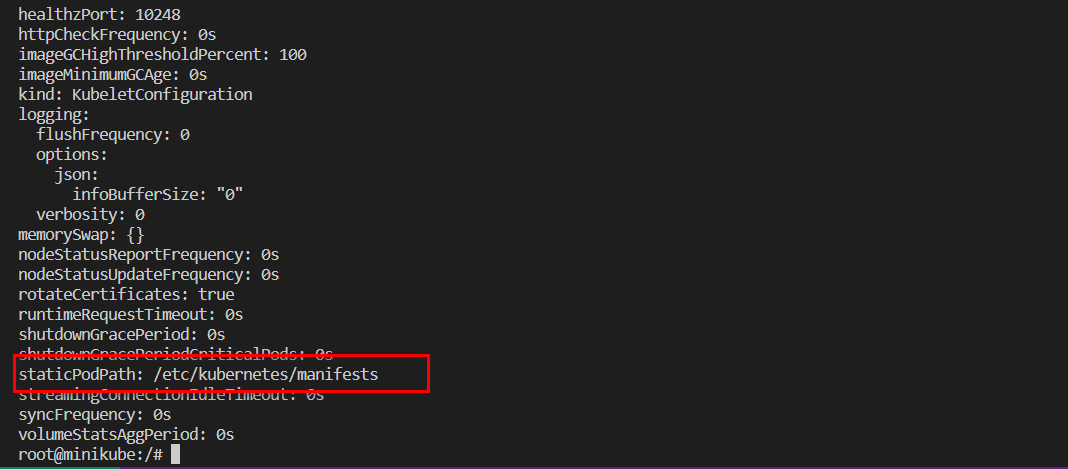 healthzPort: 10248
httpCheckFrequency: 0s
imageGCHighThresholdPercent: 100
imageMinimumGCAge: 0s
kind: KubeletConfiguration
logging:
  flushFrequency: 0
  options:
    json:
      infoBufferSize: "0"
  verbosity: 0
memorySwap: {}
nodeStatusReportFrequency: 0s
nodeStatusUpdateFrequency: 0s
rotateCertificates: true
runtimeRequestTimeout: 0s
shutdownGracePeriod: 0s
shutdownGracePeriodCriticalPods: 0s
staticPodPath: /etc/kubernetes/manifests
streamingConnectionIdleTimeout: 0s
syncFrequency: 0s
volumeStatsAggPeriod: 0s
root@minikube:/#